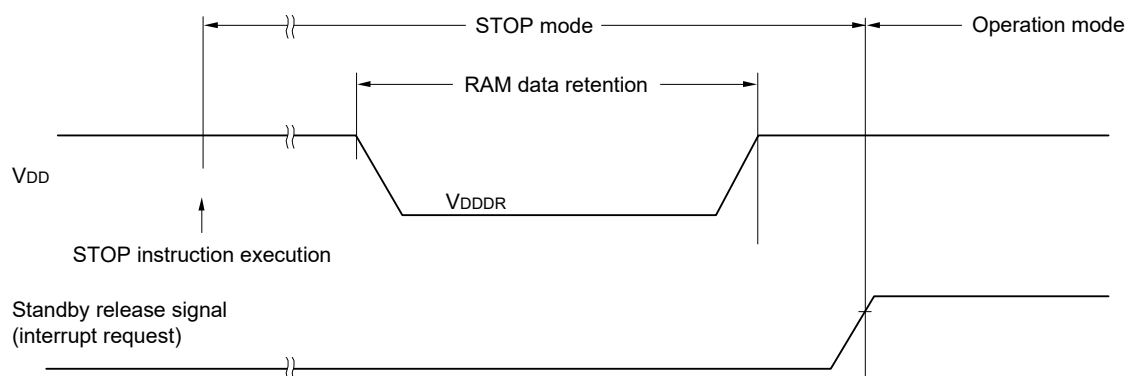 STOP mode
Operation mode
RAM data retention
VDD
VDDDR
STOP instruction execution
Standby release signal
(interrupt request)